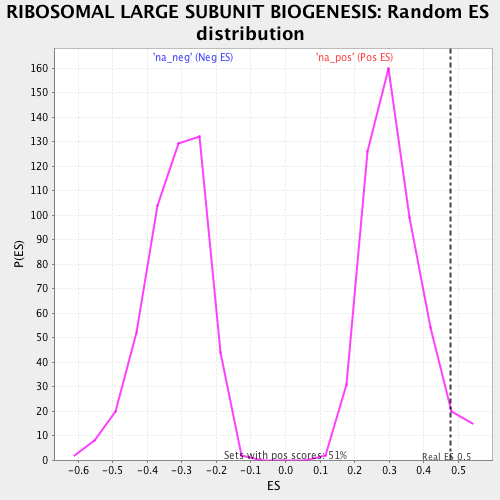 RIBOSOMAL LARGE SUBUNIT BIOGENESIS: Random ES
distribution
'na_neg' (Neg ES) 'na_pos' (Pos ES)
160
150
140
130
120
110
100
90
80
70
60
50
40
30
20
10
0
P(ES)
Sets with pos scores: 51%
Real ES 0.5
-0.6 -0.5 -0.4 -0.3 -0.2 -0.1 0.0 0.1 0.2 0.3 0.4 0.5
ES